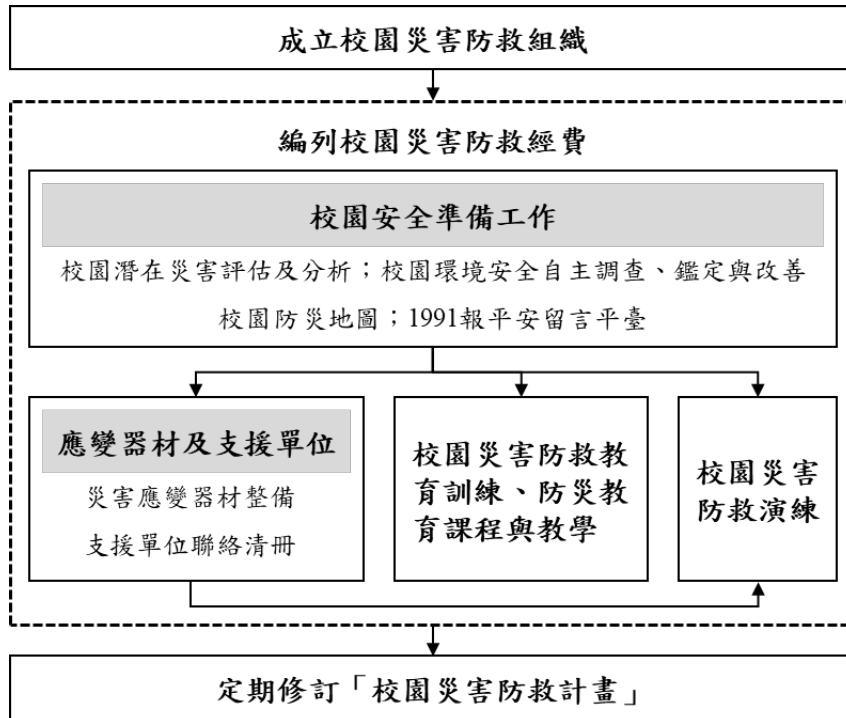 成立校園災害防救組織
編列校園災害防救經費
校園安全準備工作
校園潛在災害評估及分析；校園環境安全自主調查、鑑定與改善
校園防災地圖；1991報平安留言平臺
應變器材及支援單位
災害應變器材整備
支援單位聯絡清冊
校園災害防救教
育訓練、防災教
育課程與教學
校園災害
防救演練
定期修訂「校園災害防救計畫」